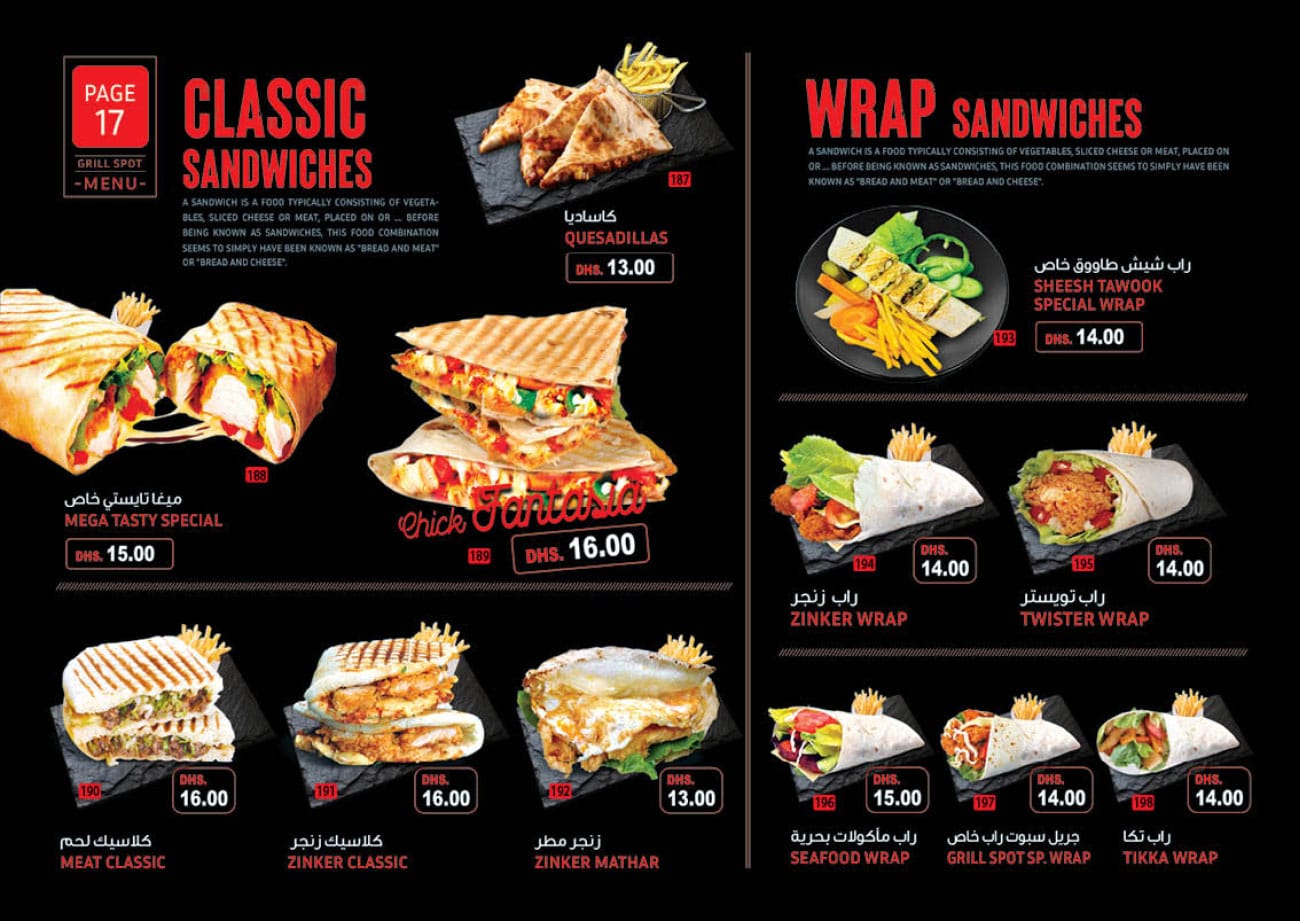 PAGE
17
GRILL SPOT
-MENU-
CLASSIC
SANDWICHES
A SANDWICH IS A FOOD TYPICALLY CONSISTING OF VEGETA-
BLES, SLICED CHEESE OR MEAT, PLACED ON OR ... BEFORE
BEING KNOWN AS SANDWICHES, THIS FOOD COMBINATION
SEEMS TO SIMPLY HAVE BEEN KNOWN AS "BREAD AND MEAT"
OR "BREAD AND CHEESE".
187
كاساديا
QUESADILLAS
DHS. 13.00
188
ميغا تايستي خاص
MEGA TASTY SPECIAL
DHS. 15.00
Chick Fantasia
189
DHS. 16.00
190
DHS.
16.00
كلاسيك لحم
MEAT CLASSIC
191
DHS.
16.00
كلاسيك زنجر
ZINKER CLASSIC
192
DHS.
13.00
زنجر مطر
ZINKER MATHAR
WRAP SANDWICHES
A SANDWICH IS A FOOD TYPICALLY CONSISTING OF VEGETABLES, SLICED CHEESE OR MEAT, PLACED ON
OR ... BEFORE BEING KNOWN AS SANDWICHES, THIS FOOD COMBINATION SEEMS TO SIMPLY HAVE BEEN
KNOWN AS "BREAD AND MEAT" OR "BREAD AND CHEESE".
193
راب شيش طاووق خاص
SHEESH TAWOOK
SPECIAL WRAP
DHS. 14.00
194
DHS.
14.00
راب زنجر
ZINKER WRAP
195
DHS.
14.00
راب تويستر
TWISTER WRAP
196
DHS.
15.00
راب مأكولات بحرية
SEAFOOD WRAP
197
DHS.
14.00
جريل سبوت راب خاص
GRILL SPOT SP. WRAP
198
DHS.
14.00
راب تكا
TIKKA WRAP